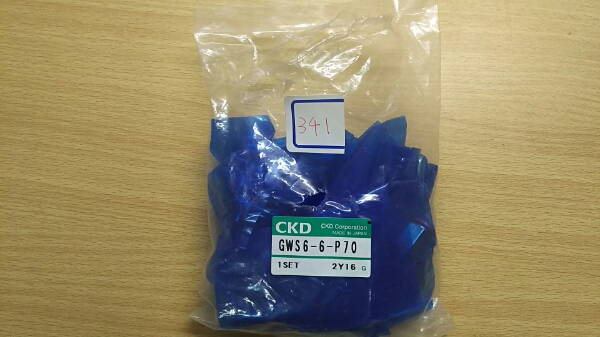 341
CKD CKD Corporation
MADE IN JAPAN
GWS6-6-P70
1SET 2Y16 G